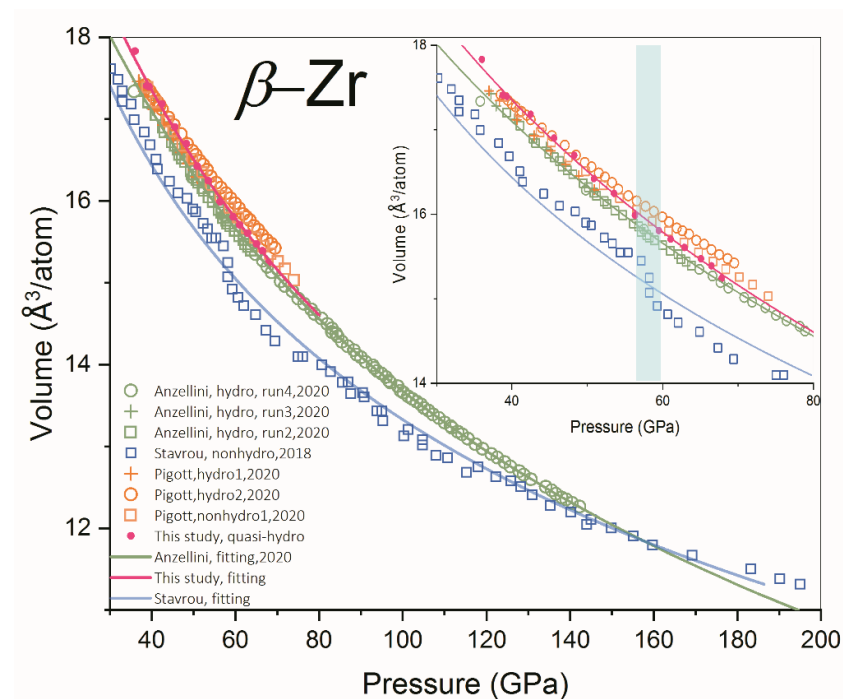 β–Zr
Volume (Å³/atom)
18
16
14
12
Anzellini, hydro, run4,2020
Anzellini, hydro, run3,2020
Anzellini, hydro, run2,2020
Stavrou, nonhydro,2018
Pigott,hydro1,2020
Pigott,hydro2,2020
Pigott,nonhydro1,2020
This study, quasi-hydro
Anzellini, fitting,2020
This study, fitting
Stavrou, fitting
40 60 80 100 120 140 160 180 200
Pressure (GPa)
Volume (Å³/atom)
18
16
14
40 60 80
Pressure (GPa)